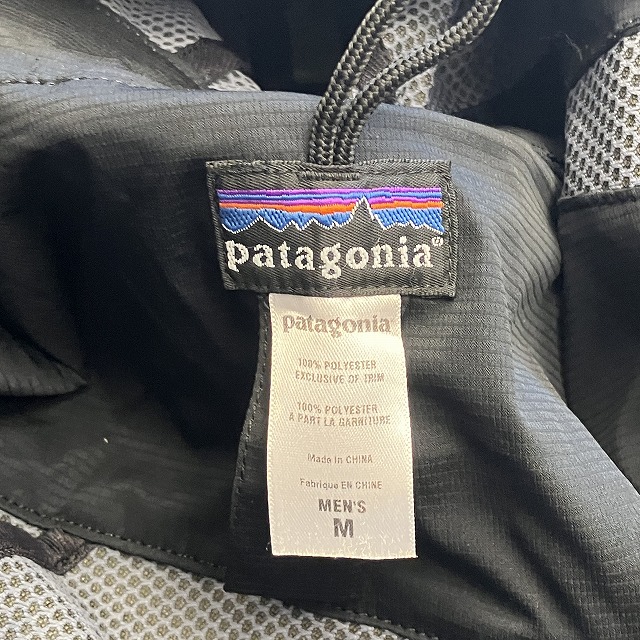 patagonia®
patagonia
100% POLYESTER
EXCLUSIVE OF TRIM
100% POLYESTER
À PART LA GARNITURE
Made in CHINA
Fabriqué EN CHINE
MEN'S
M